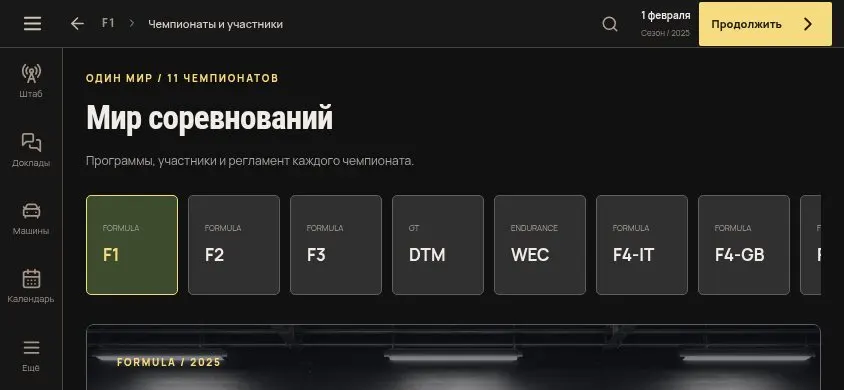 F1 > Чемпионаты и участники
1 февраля
Сезон / 2025
Продолжить
Штаб
Доклады
Машины
Календарь
Ещё
ОДИН МИР / 11 ЧЕМПИОНАТОВ
Мир соревнований
Программы, участники и регламент каждого чемпионата.
FORMULA
F1
FORMULA
F2
FORMULA
F3
GT
DTM
ENDURANCE
WEC
FORMULA
F4-IT
FORMULA
F4-GB
FORMULA / 2025